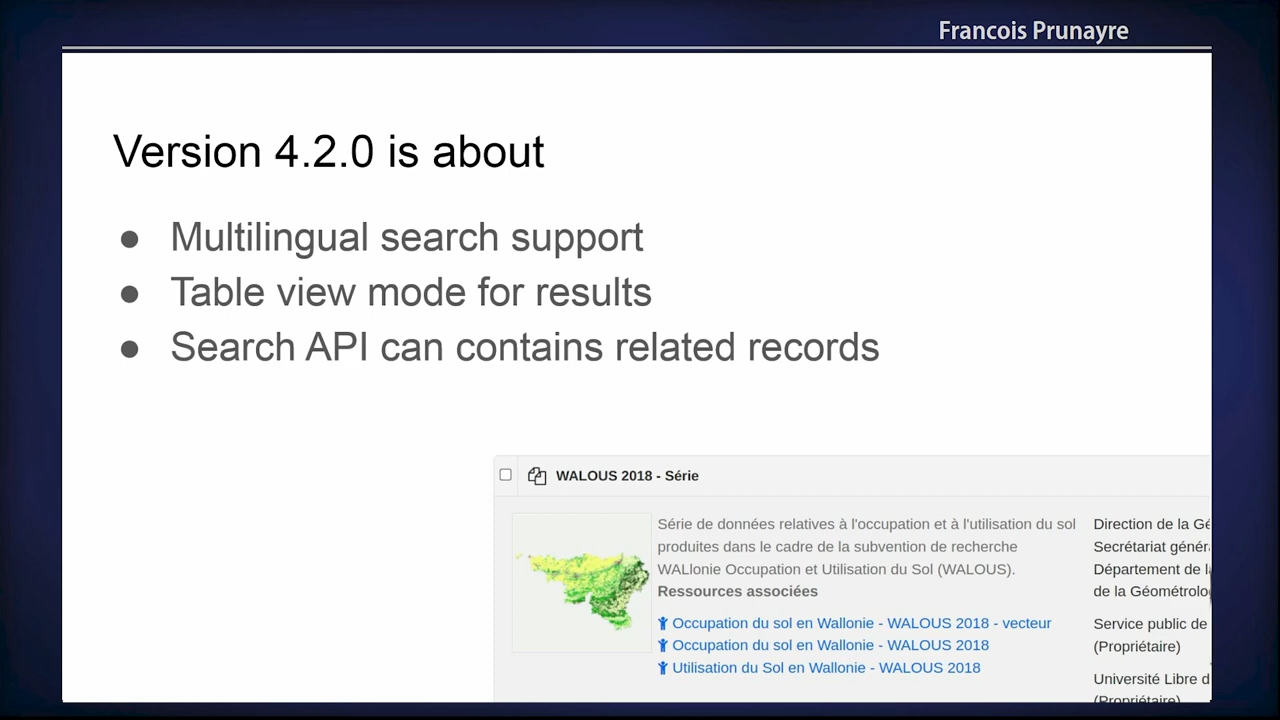 Francois Prunayre
Version 4.2.0 is about
● Multilingual search support
● Table view mode for results
● Search API can contains related records
WALOUS 2018 - Série
Série de données relatives à l'occupation et à l'utilisation du sol
produites dans le cadre de la subvention de recherche
WALlonie Occupation et Utilisation du Sol (WALOUS).
Ressources associées
Occupation du sol en Wallonie - WALOUS 2018 - vecteur
Occupation du sol en Wallonie - WALOUS 2018
Utilisation du Sol en Wallonie - WALOUS 2018
Direction de la Gé
Secrétariat génér
Département de l
de la Géométrolo
Service public de
(Propriétaire)
Université Libre d
(Propriétaire)